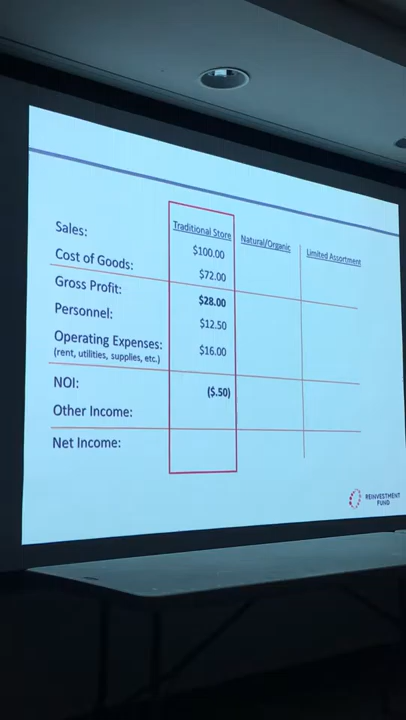 Traditional Store Natural/Organic Limited Assortment
Sales: $100.00
Cost of Goods: $72.00
Gross Profit: $28.00
Personnel: $12.50
Operating Expenses: $16.00
(rent, utilities, supplies, etc.)
NOI: ($.50)
Other Income:
Net Income:
REINVESTMENT
FUND